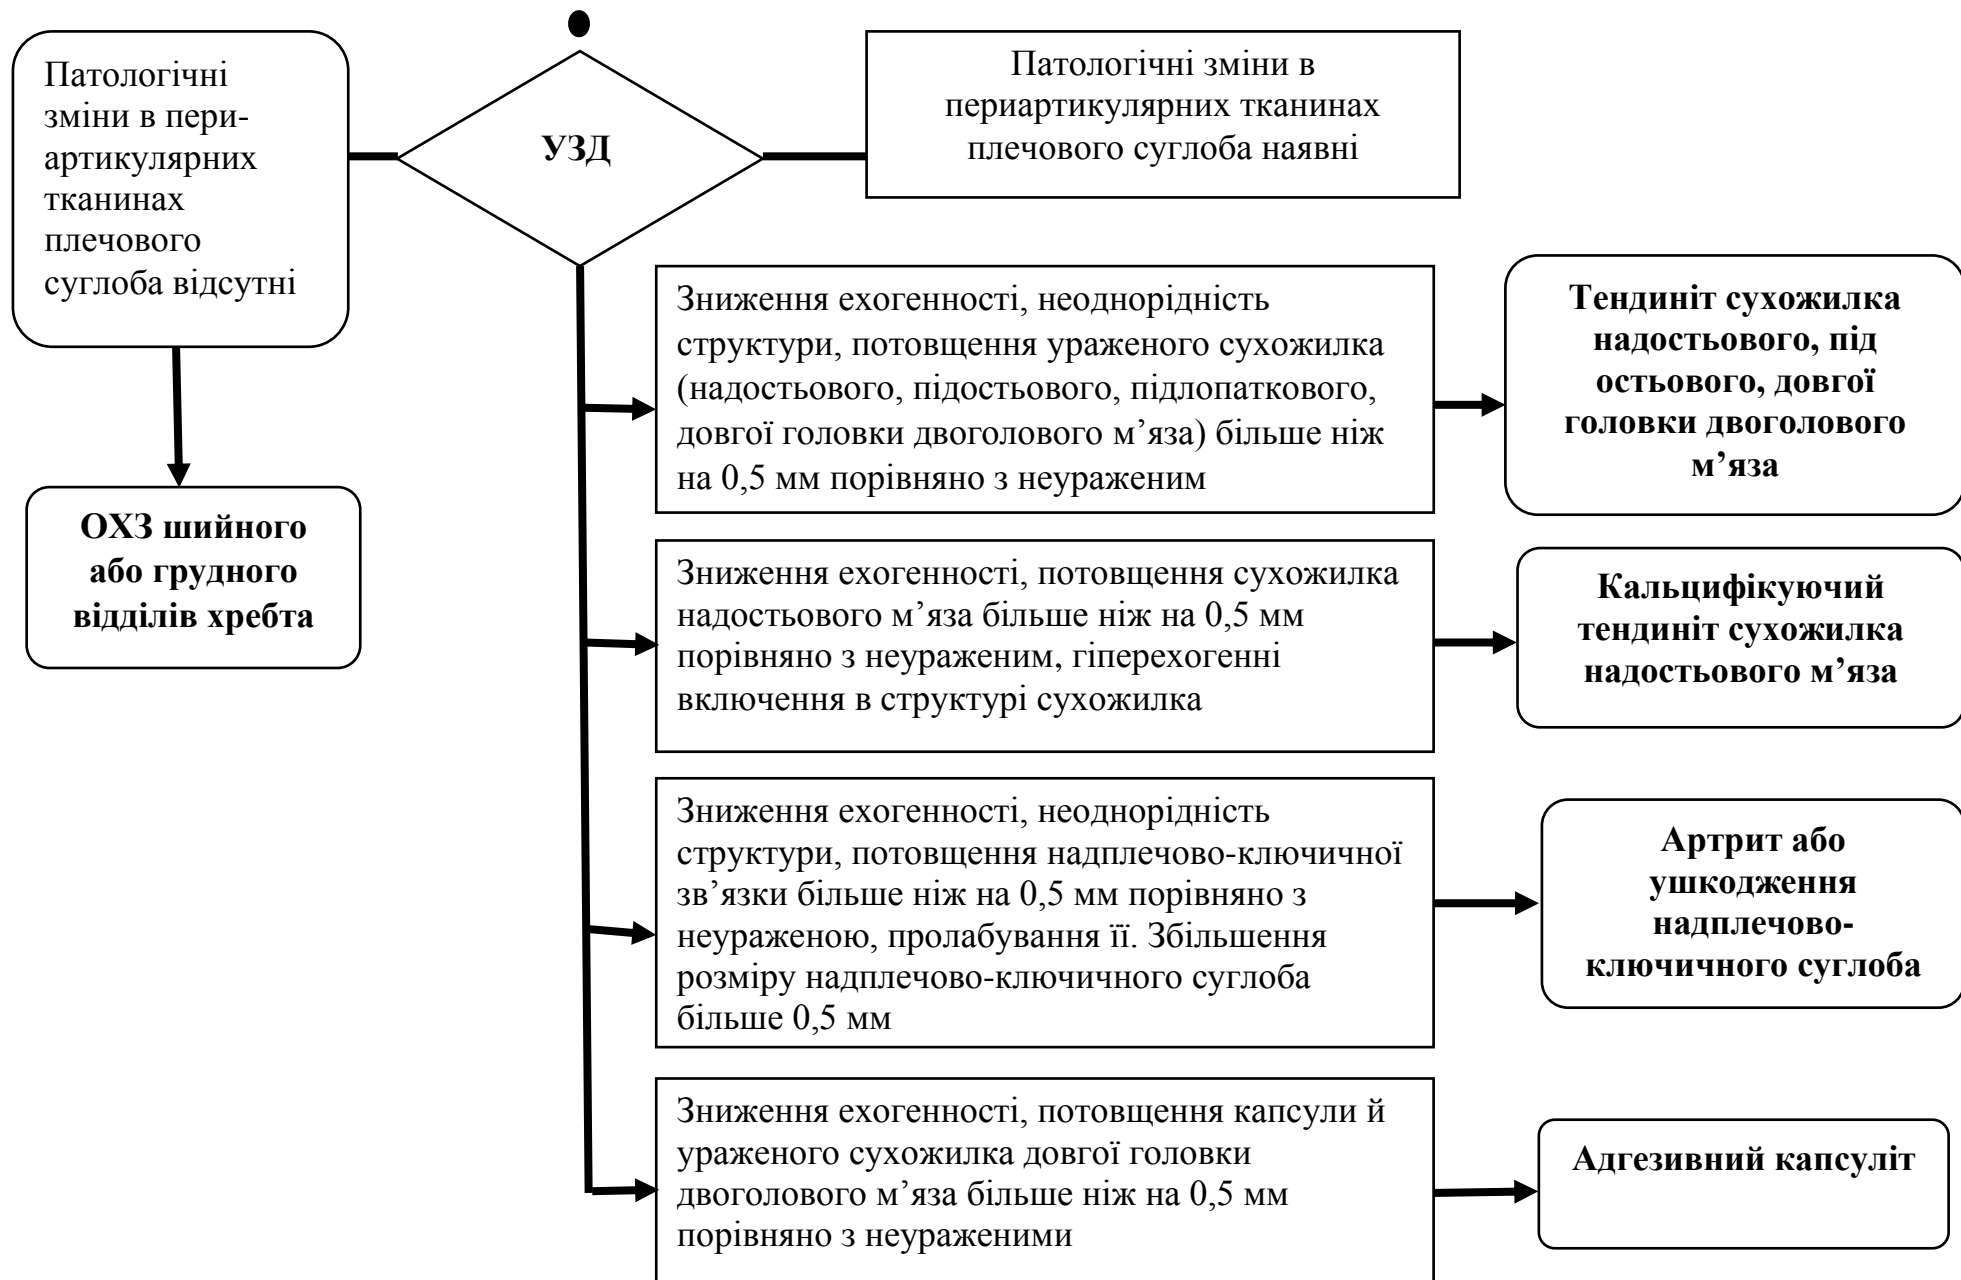 Патологічні
зміни в пери-
артикулярних
тканинах
плечового
суглоба відсутні
УЗД
Патологічні зміни в
периартикулярних тканинах
плечового суглоба наявні
ОХЗ шийного
або грудного
відділів хребта
Зниження ехогенності, неоднорідність
структури, потовщення ураженого сухожилка
(надостьового, підостьового, підлопаткового,
довгої головки двоголового м’яза) більше ніж
на 0,5 мм порівняно з неураженим
Тендиніт сухожилка
надостьового, під
остьового, довгої
головки двоголового
м’яза
Зниження ехогенності, потовщення сухожилка
надостьового м’яза більше ніж на 0,5 мм
порівняно з неураженим, гіперехогенні
включення в структурі сухожилка
Кальцифікуючий
тендиніт сухожилка
надостьового м’яза
Зниження ехогенності, неоднорідність
структури, потовщення надплечово-ключичної
зв’язки більше ніж на 0,5 мм порівняно з
неураженою, пролабування її. Збільшення
розміру надплечово-ключичного суглоба
більше 0,5 мм
Артрит або
ушкодження
надплечово-
ключичного суглоба
Зниження ехогенності, потовщення капсули й
ураженого сухожилка довгої головки
двоголового м’яза більше ніж на 0,5 мм
порівняно з неураженими
Адгезивний капсуліт